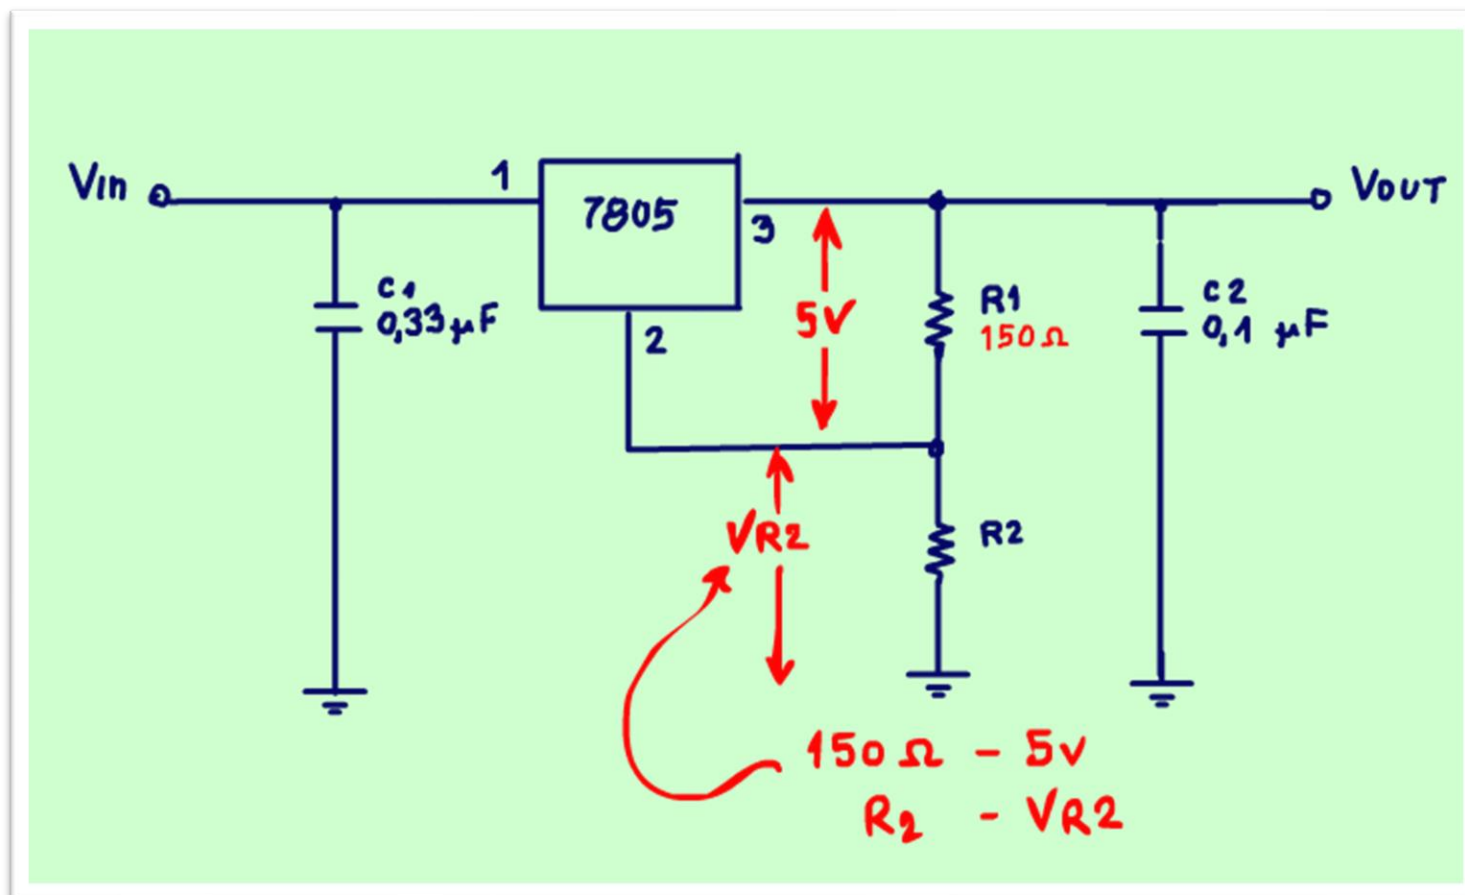 Vin
1
7805
3
Vout
C1
0,33 µF
2
5V
R1
150Ω
C2
0,1 µF
VR2
R2
150Ω - 5v
R2 - VR2